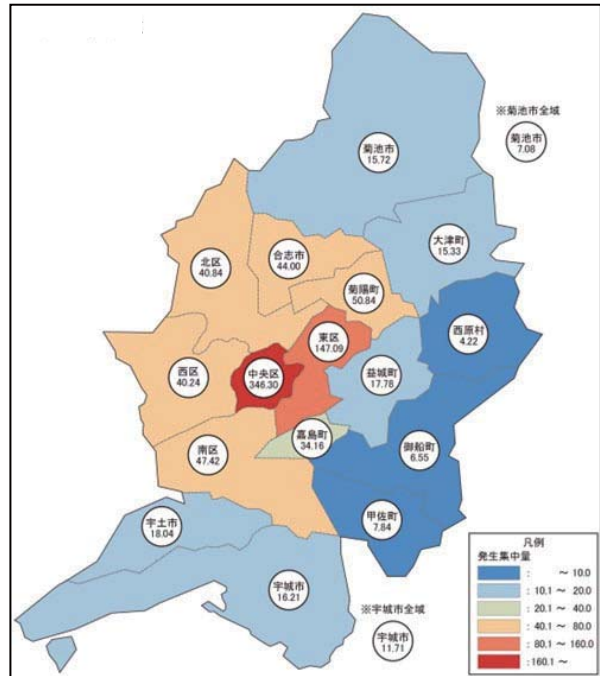 ※菊池市全域
菊池市
7.08
菊池市
15.72
大津町
15.33
北区
40.84
合志市
44.00
菊陽町
50.84
西原村
4.22
東区
147.09
西区
40.24
中央区
346.30
益城町
17.78
嘉島町
34.16
御船町
6.55
南区
47.42
甲佐町
7.84
宇土市
18.04
宇城市
16.21
※宇城市全域
宇城市
11.71
凡例
発生集中量
: ～ 10.0
: 10.1 ～ 20.0
: 20.1 ～ 40.0
: 40.1 ～ 80.0
: 80.1 ～ 160.0
:160.1 ～